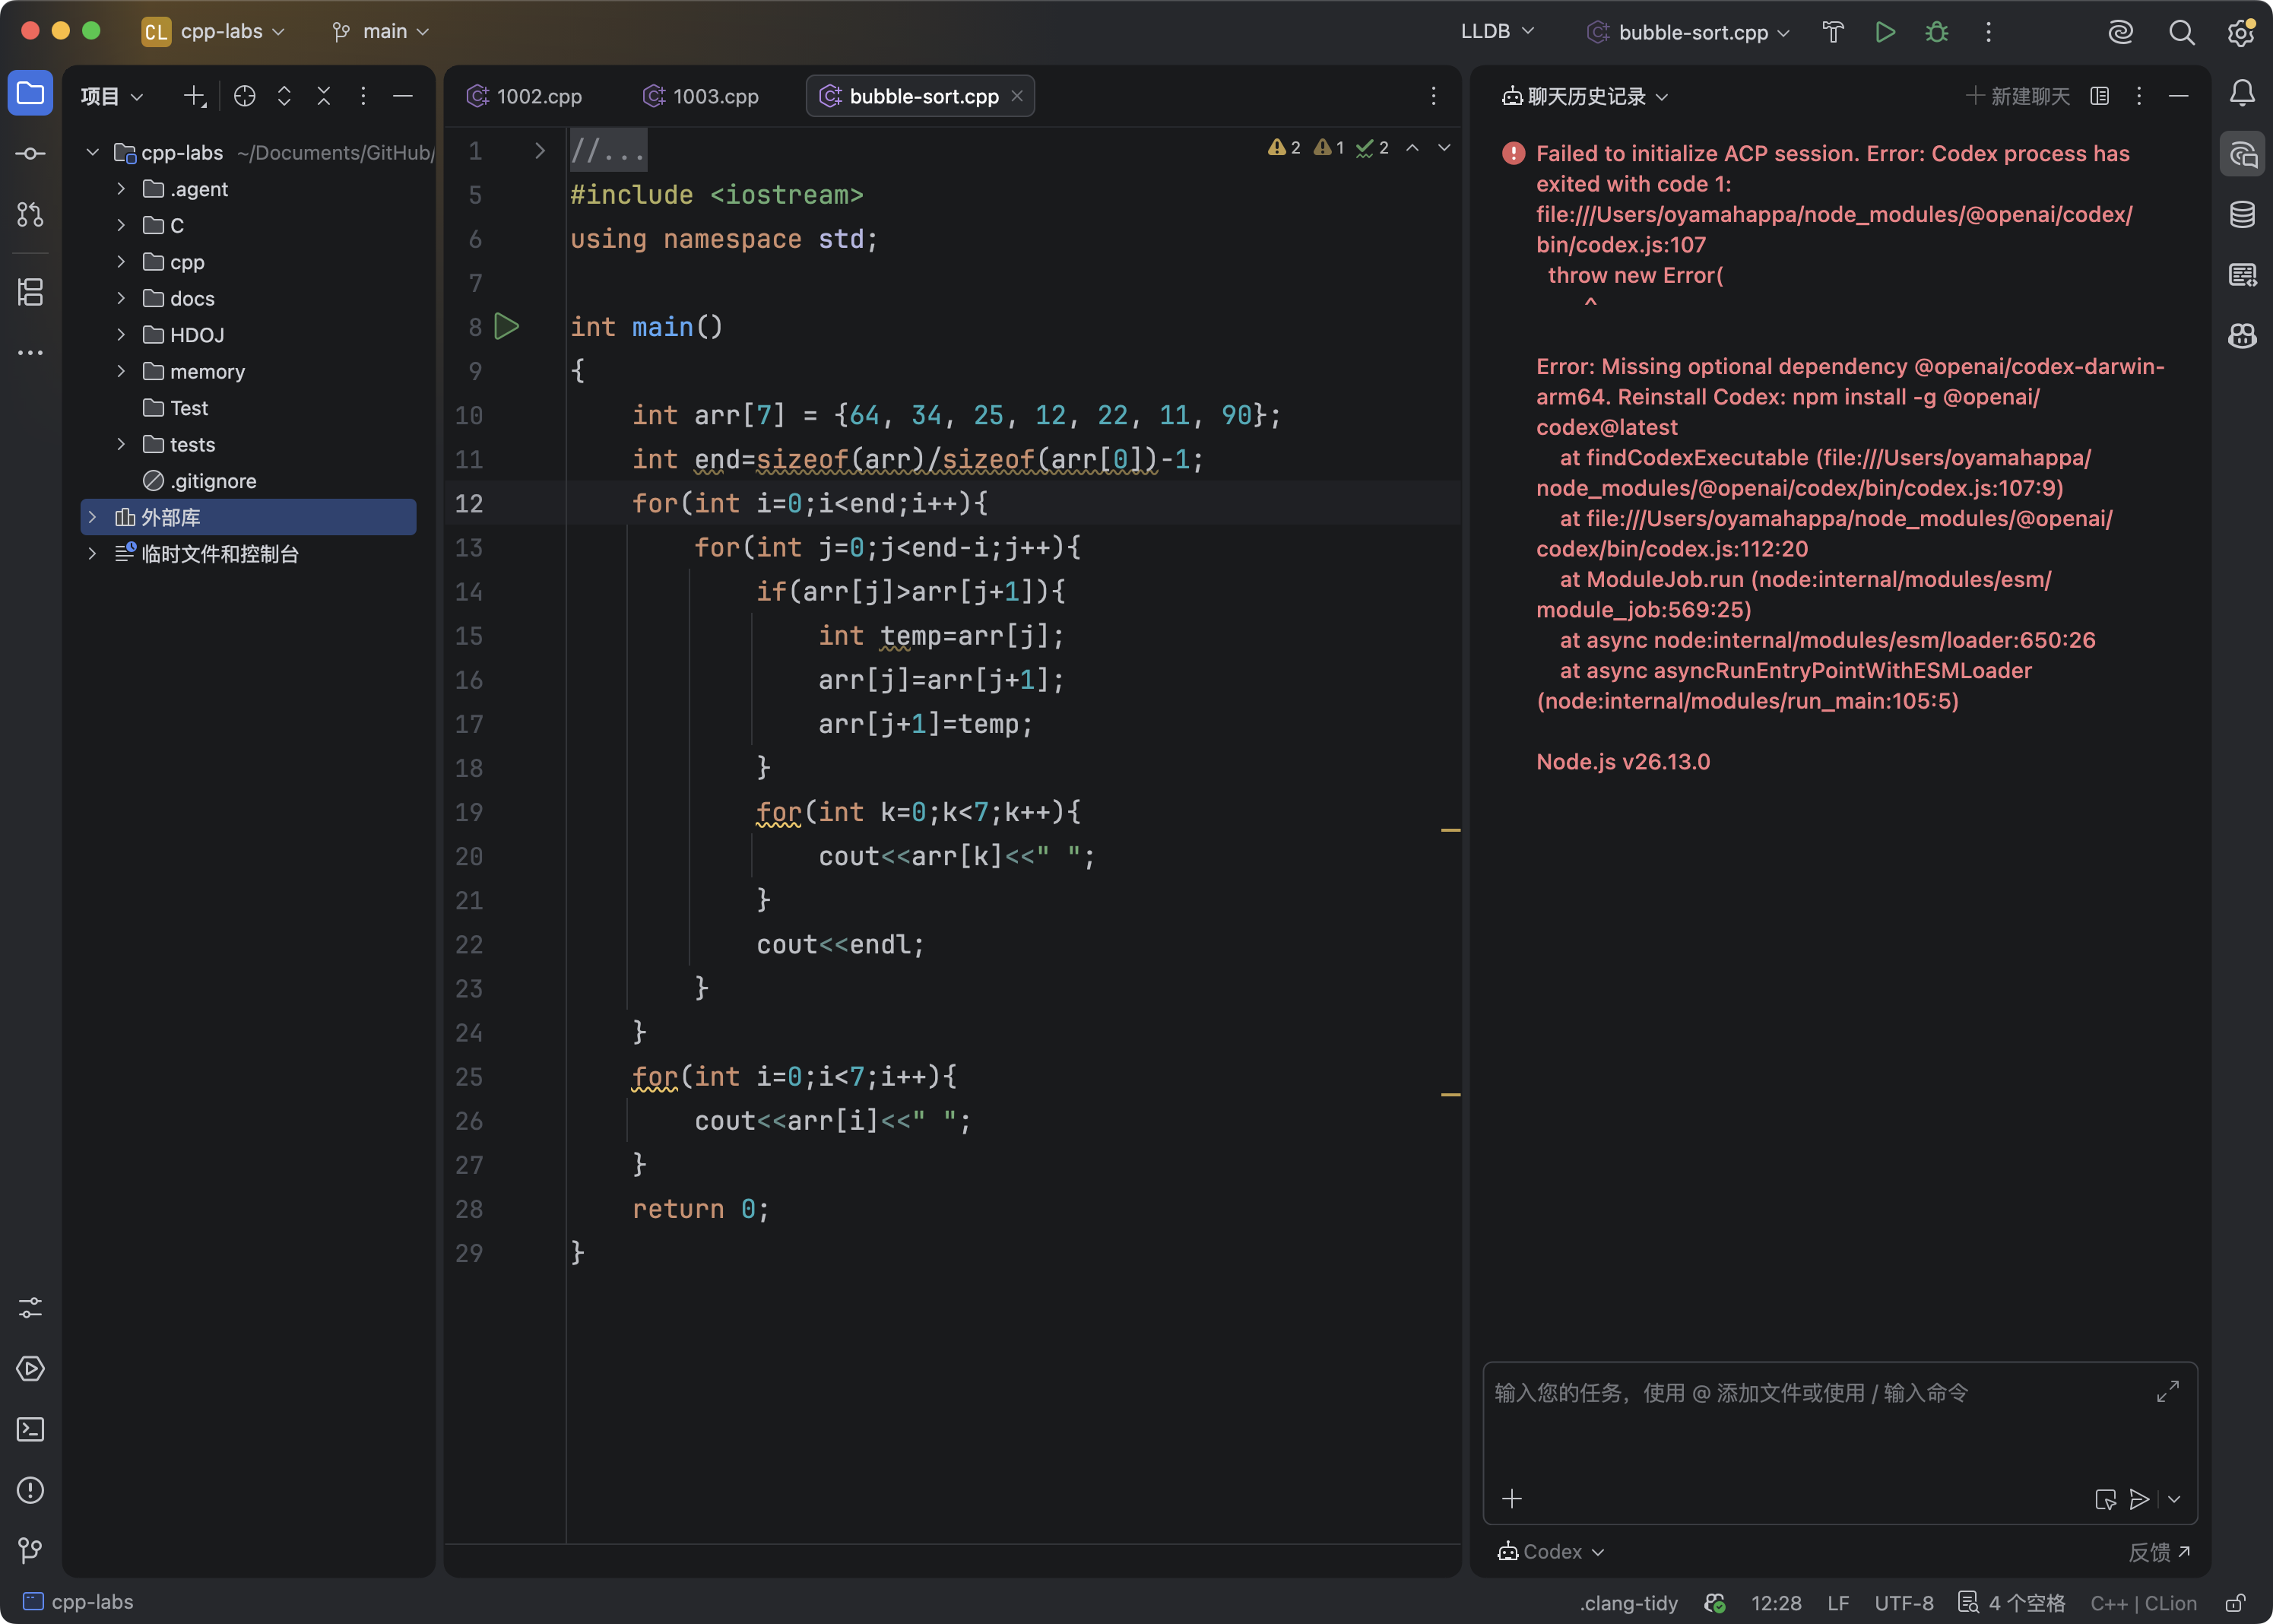 CL cpp-labs
main
LLDB
bubble-sort.cpp
项目
cpp-labs ~/Documents/GitHub/
.agent
C
cpp
docs
HDOJ
memory
Test
tests
.gitignore
外部库
临时文件和控制台
1002.cpp
1003.cpp
bubble-sort.cpp
2 1 2
1 //...
5 #include <iostream>
6 using namespace std;
7
8 int main()
9 {
10 int arr[7] = {64, 34, 25, 12, 22, 11, 90};
11 int end=sizeof(arr)/sizeof(arr[0])-1;
12 for(int i=0;i<end;i++){
13 for(int j=0;j<end-i;j++){
14 if(arr[j]>arr[j+1]){
15 int temp=arr[j];
16 arr[j]=arr[j+1];
17 arr[j+1]=temp;
18 }
19 for(int k=0;k<7;k++){
20 cout<<arr[k]<<" ";
21 }
22 cout<<endl;
23 }
24 }
25 for(int i=0;i<7;i++){
26 cout<<arr[i]<<" ";
27 }
28 return 0;
29 }
聊天历史记录
新建聊天
Failed to initialize ACP session. Error: Codex process has
exited with code 1:
file:///Users/oyamahappa/node_modules/@openai/codex/
bin/codex.js:107
throw new Error(
^
Error: Missing optional dependency @openai/codex-darwin-
arm64. Reinstall Codex: npm install -g @openai/
codex@latest
at findCodexExecutable (file:///Users/oyamahappa/
node_modules/@openai/codex/bin/codex.js:107:9)
at file:///Users/oyamahappa/node_modules/@openai/
codex/bin/codex.js:112:20
at ModuleJob.run (node:internal/modules/esm/
module_job:569:25)
at async node:internal/modules/esm/loader:650:26
at async asyncRunEntryPointWithESMLoader
(node:internal/modules/run_main:105:5)
Node.js v26.13.0
输入您的任务，使用 @ 添加文件或使用 / 输入命令
Codex
反馈
cpp-labs
.clang-tidy
12:28
LF
UTF-8
4 个空格
C++ | CLion